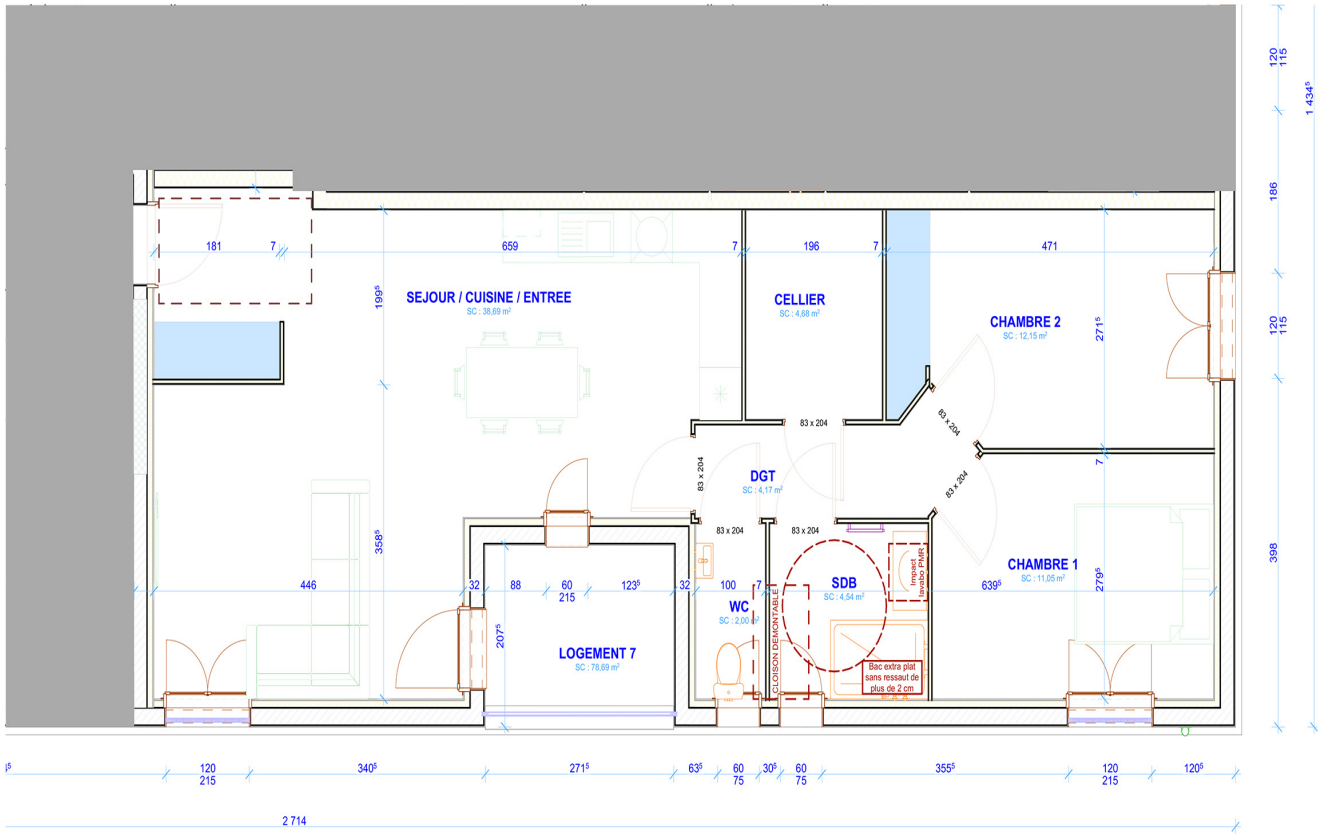 120
115
1 434⁵
186
181
7
659
7
196
7
471
199⁵
SEJOUR / CUISINE / ENTREE
SC : 38,69 m²
CELLIER
SC : 4,68 m²
CHAMBRE 2
SC : 12,15 m²
271⁵
120
115
83 x 204
83 x 204
83 x 204
83 x 204
DGT
SC : 4,17 m²
7
83 x 204
83 x 204
358⁵
446
32
88
60
215
123⁵
32
100
7
WC
SC : 2,00 m²
CLOISON DEMONTABLE
SDB
SC : 4,54 m²
Impact
lavabo PMR
639⁵
CHAMBRE 1
SC : 11,05 m²
279⁵
398
207⁵
LOGEMENT 7
SC : 78,69 m²
Bac extra plat
sans ressaut de
plus de 2 cm
120
215
340⁵
271⁵
63⁵
60
75
30⁵
60
75
355⁵
120
215
120⁵
2 714